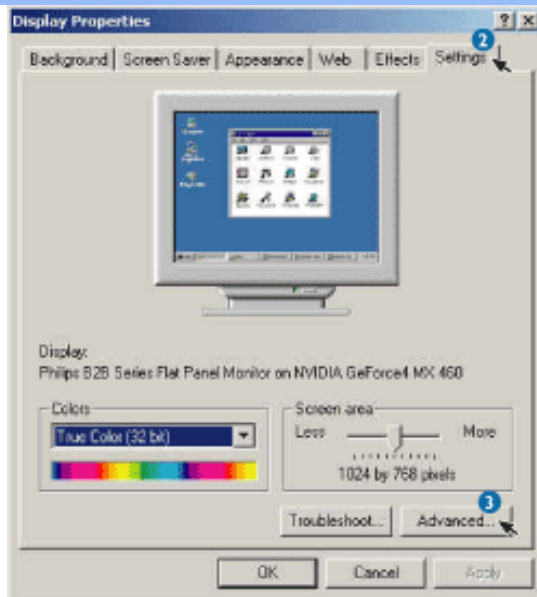 Display Properties
2
Background Screen Saver Appearance Web Effects Settings
Display:
Philips B2B Series Flat Panel Monitor on NVIDIA GeForce4 MX 460
Colors
Screen area
True Color (32 bit)
Less More
1024 by 768 pixels
3
Troubleshoot... Advanced...
OK Cancel Apply